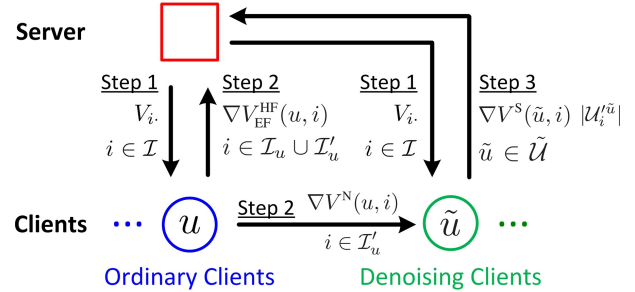 Server
Step 1
V_{i·}
i ∈ 𝓘
Step 2
∇V_{EF}^{HF}(u, i)
i ∈ 𝓘_u ∪ 𝓘'_u
Step 1
V_{i·}
i ∈ 𝓘
Step 3
∇V^S(ũ, i) |𝒰'^{ũ}_i|
ũ ∈ 𝒰̃
Clients
··· u
Step 2 ∇V^N(u, i)
i ∈ 𝓘'_u
ũ ···
Ordinary Clients
Denoising Clients